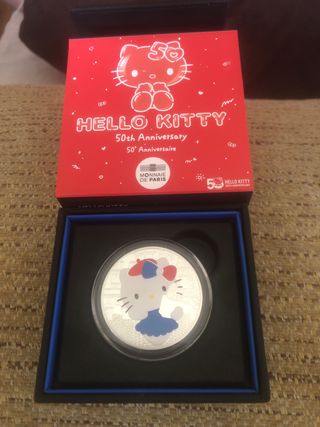 50
HELLO KITTY
50th Anniversary
50e Anniversaire
MONNAIE
DE PARIS
50 HELLO KITTY